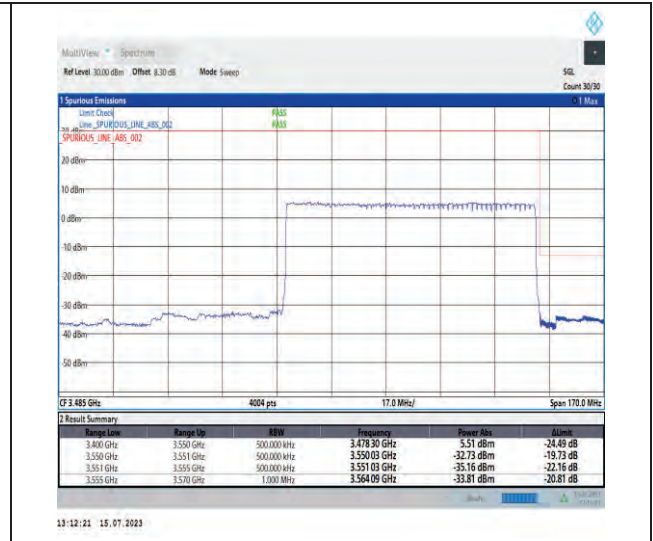 MultiView Spectrum
Ref Level 30.00 dBm Offset 8.30 dB Mode Sweep SGL
Count 30/30
1 Spurious Emissions 1 Max
Limit Check PASS
Line _SPURIOUS_LINE_ABS_002 PASS
_SPURIOUS_LINE_ABS_002
20 dBm
10 dBm
0 dBm
-10 dBm
-20 dBm
-30 dBm
-40 dBm
-50 dBm
CF 3.485 GHz 4004 pts 17.0 MHz/ Span 170.0 MHz
2 Result Summary
Range Low Range Up RBW Frequency Power Abs ΔLimit
3.400 GHz 3.550 GHz 500.000 kHz 3.478 30 GHz 5.51 dBm -24.49 dB
3.550 GHz 3.551 GHz 500.000 kHz 3.550 03 GHz -32.73 dBm -19.73 dB
3.551 GHz 3.555 GHz 500.000 kHz 3.551 03 GHz -35.16 dBm -22.16 dB
3.555 GHz 3.570 GHz 1.000 MHz 3.564 09 GHz -33.81 dBm -20.81 dB
Ready
13:12:21 15.07.2023